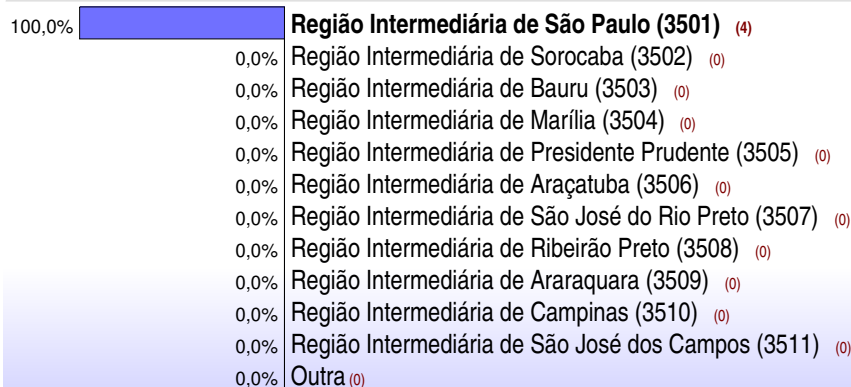 100,0% Região Intermediária de São Paulo (3501) (4)
0,0% Região Intermediária de Sorocaba (3502) (0)
0,0% Região Intermediária de Bauru (3503) (0)
0,0% Região Intermediária de Marília (3504) (0)
0,0% Região Intermediária de Presidente Prudente (3505) (0)
0,0% Região Intermediária de Araçatuba (3506) (0)
0,0% Região Intermediária de São José do Rio Preto (3507) (0)
0,0% Região Intermediária de Ribeirão Preto (3508) (0)
0,0% Região Intermediária de Araraquara (3509) (0)
0,0% Região Intermediária de Campinas (3510) (0)
0,0% Região Intermediária de São José dos Campos (3511) (0)
0,0% Outra (0)